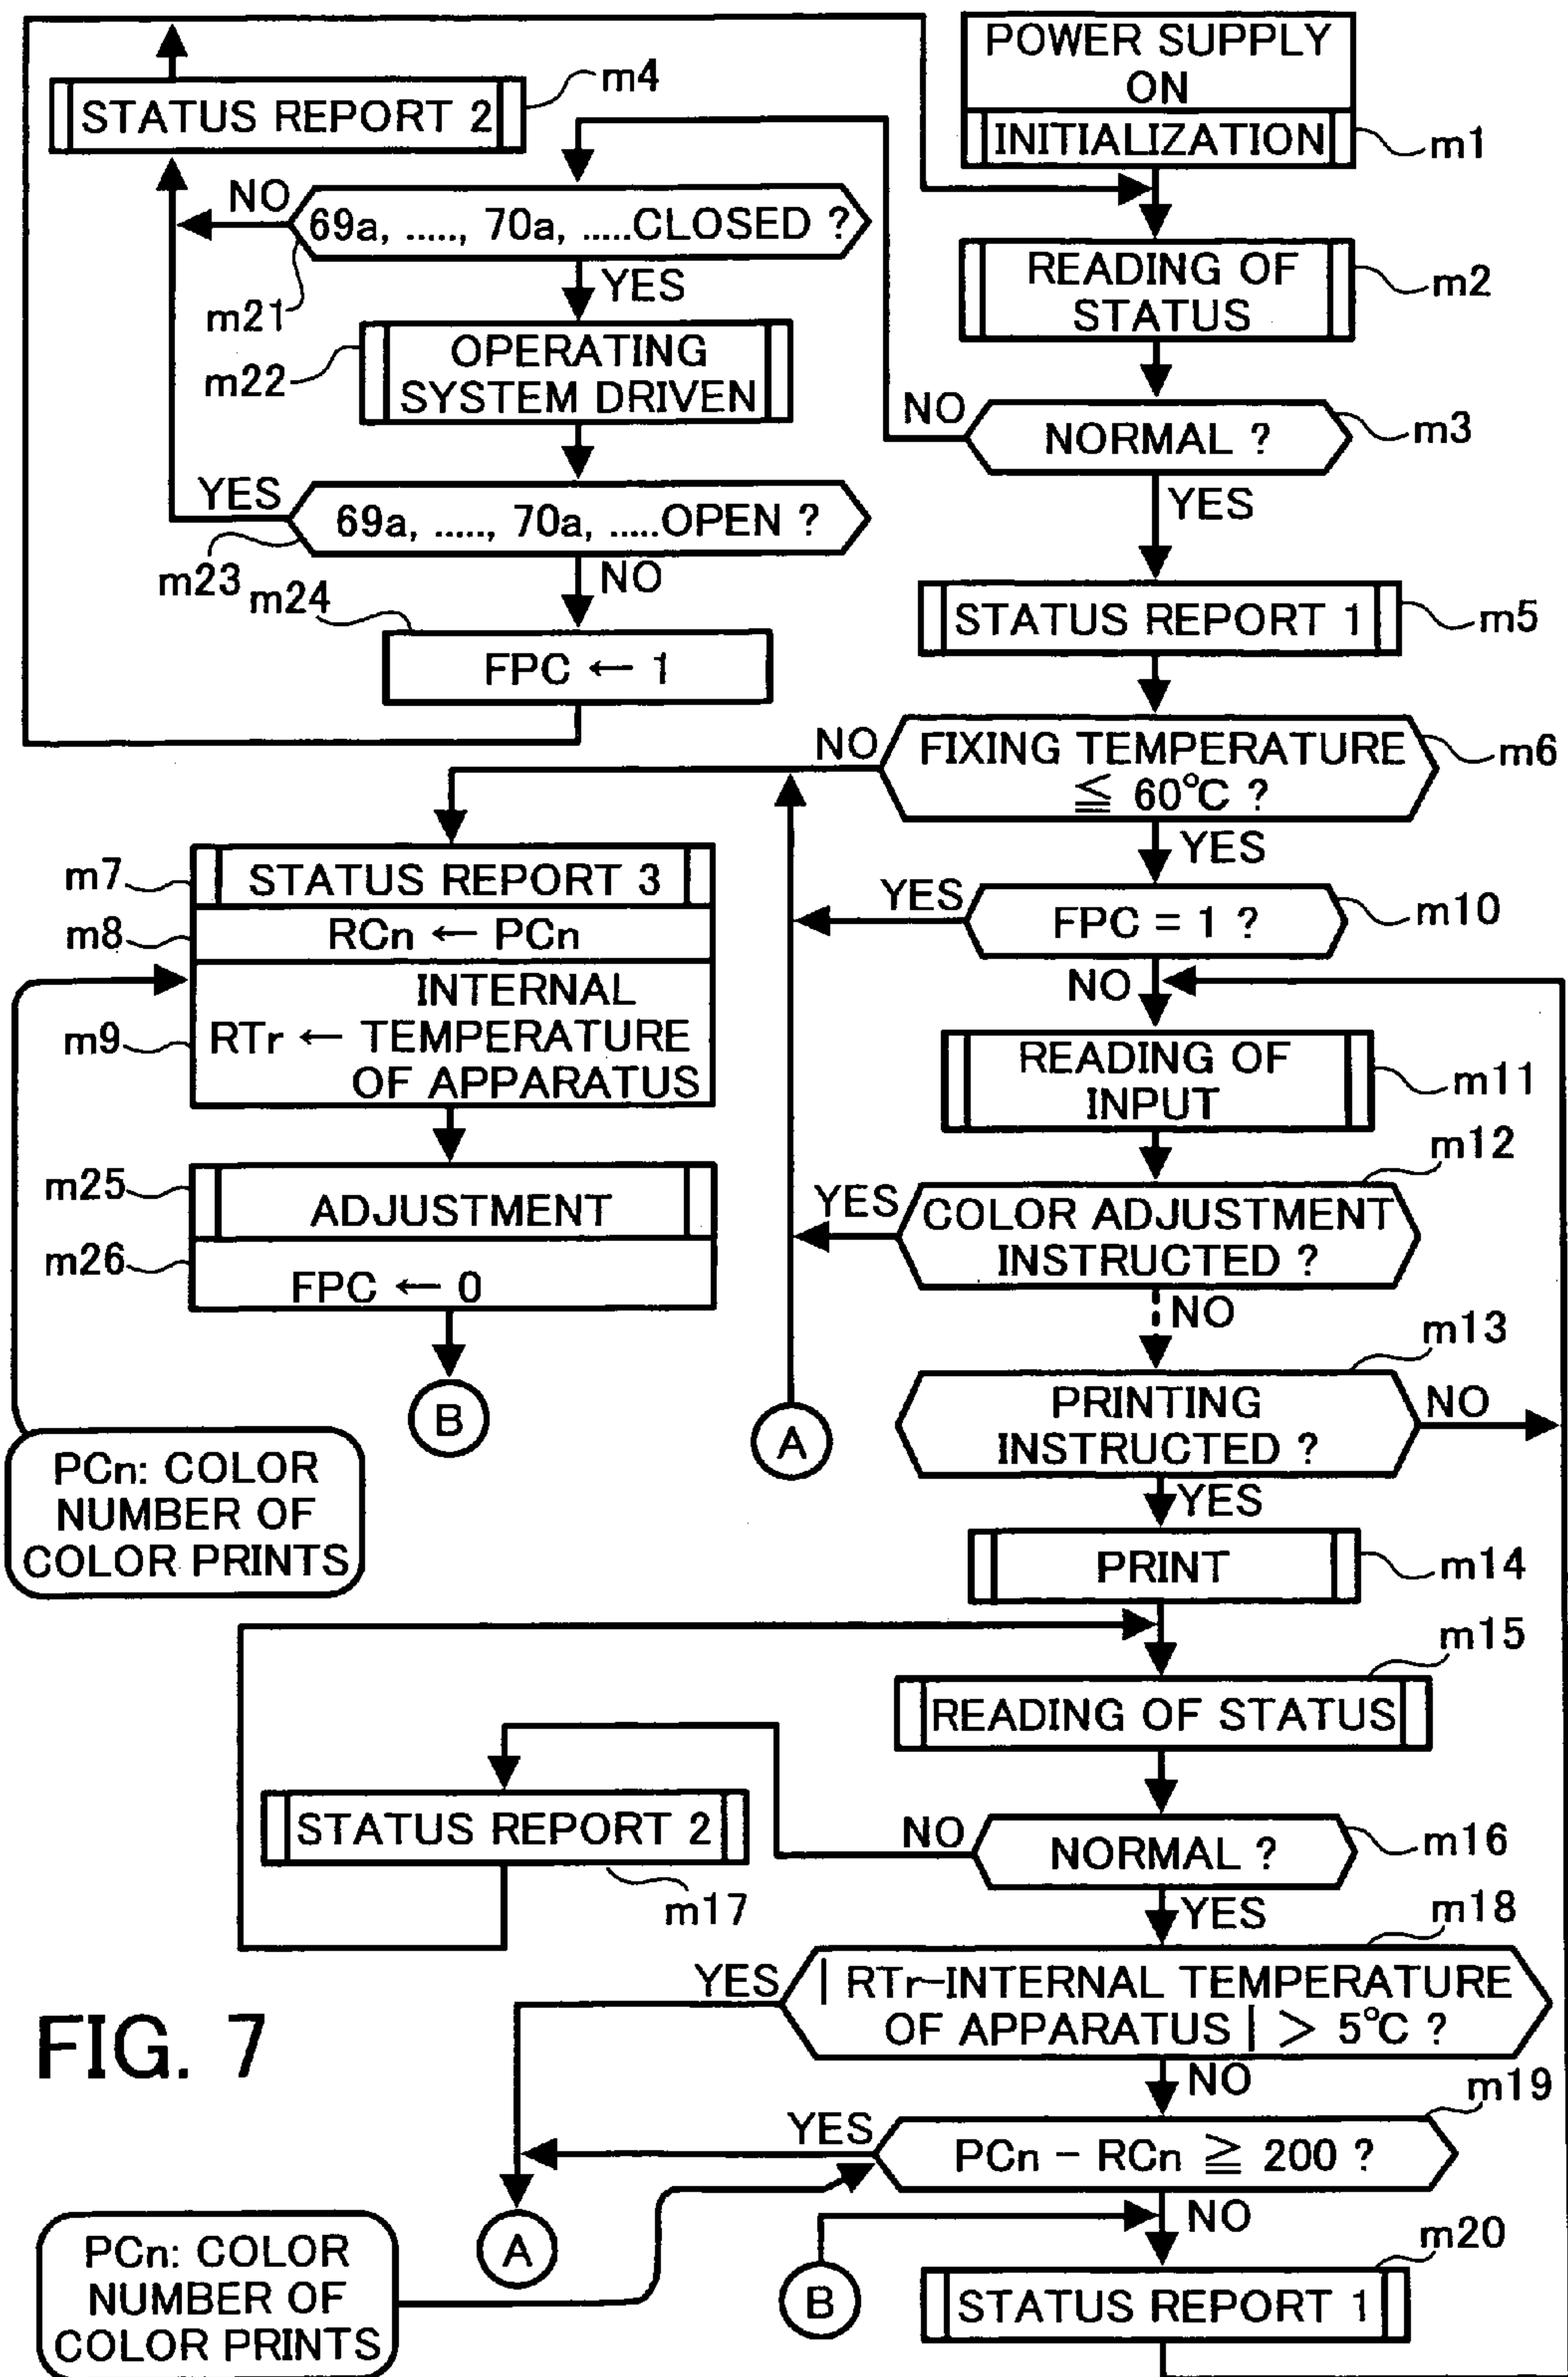 POWER SUPPLY
ON
INITIALIZATION
m1
STATUS REPORT 2
m4
NO
69a, ....., 70a, .....CLOSED ?
m21
YES
OPERATING
SYSTEM DRIVEN
m22
YES
69a, ....., 70a, .....OPEN ?
m23
NO
m24
FPC ← 1
READING OF
STATUS
m2
NO
NORMAL ?
m3
YES
STATUS REPORT 1
m5
NO
FIXING TEMPERATURE
≦ 60°C ?
m6
YES
m7
STATUS REPORT 3
m8
RCn ← PCn
m9
INTERNAL
RTr ← TEMPERATURE
OF APPARATUS
m25
ADJUSTMENT
m26
FPC ← 0
B
PCn: COLOR
NUMBER OF
COLOR PRINTS
A
YES
FPC = 1 ?
m10
NO
READING OF
INPUT
m11
m12
YES
COLOR ADJUSTMENT
INSTRUCTED ?
NO
m13
PRINTING
INSTRUCTED ?
NO
YES
PRINT
m14
m15
READING OF STATUS
STATUS REPORT 2
m17
NO
NORMAL ?
m16
YES
m18
YES
| RTr-INTERNAL TEMPERATURE
OF APPARATUS | > 5°C ?
FIG. 7
NO
m19
YES
PCn - RCn ≧ 200 ?
A
NO
PCn: COLOR
NUMBER OF
COLOR PRINTS
B
m20
STATUS REPORT 1